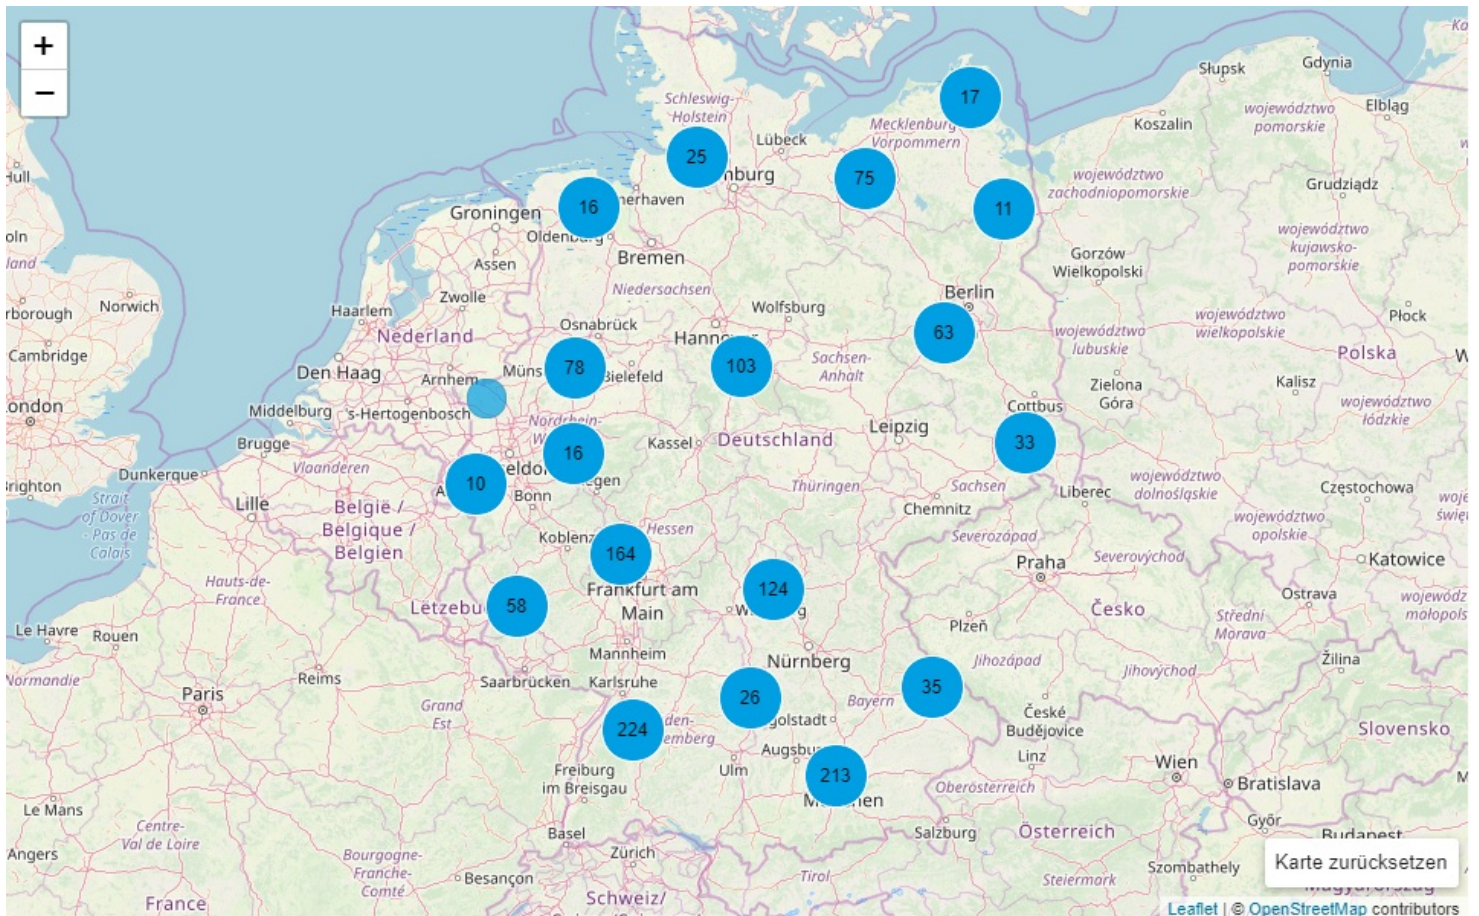 +
−
Słupsk
Gdynia
Elbląg
17
Koszalin
województwo
pomorskie
Schleswig-
Holstein
Mecklenburg
Vorpommern
Lübeck
25
nburg
75
11
województwo
zachodniopomorskie
Grudziądz
Hull
16
nerhaven
Groningen
Oldenburg
Bremen
Assen
Zwolle
Niedersachsen
Gorzów
Wielkopolski
województwo
kujawsko-
pomorskie
Norwich
Haarlem
Berlin
Wolfsburg
63
województwo
lubuskie
województwo
wielkopolskie
Płock
Cambridge
Nederland
Osnabrück
Polska
Den Haag
Arnhem
78
Bielefeld
103
Sachsen-
Anhalt
Zielona
Góra
Kalisz
Middelburg
's-Hertogenbosch
Cottbus
województwo
łódzkie
Brugge
Nordrhein-
16
Kassel
Deutschland
Leipzig
33
Dunkerque
Vlaanderen
10
Bonn
Thüringen
Sachsen
Liberec
województwo
dolnośląskie
Częstochowa
Strait
of Dover
- Pas de
Calais
Lille
België /
Belgique /
Belgien
Chemnitz
województwo
opolskie
Koblenz
Hessen
164
Severozápad
Severovýchod
Katowice
Praha
Hauts-de-
France
Frankfurt am
Main
124
Ostrava
58
Česko
Střední
Morava
Le Havre
Rouen
Plzeň
Mannheim
Nürnberg
Jihozápad
Jihovýchod
Žilina
Normandie
Reims
Saarbrücken
Karlsruhe
35
Paris
Grand
Est
26
Bayern
golstadt
České
Budějovice
Slovensko
224
Augsbu
Linz
Freiburg
im Breisgau
Ulm
213
Wien
Oberösterreich
Bratislava
Le Mans
Centre-
Val de Loire
Basel
Salzburg
Österreich
Győr
Budapest
Angers
Bourgogne-
Franche-
Comté
Zürich
Besançon
Tirol
Steiermark
Szombathely
Karte zurücksetzen
France
Schweiz/
Leaflet | © OpenStreetMap contributors